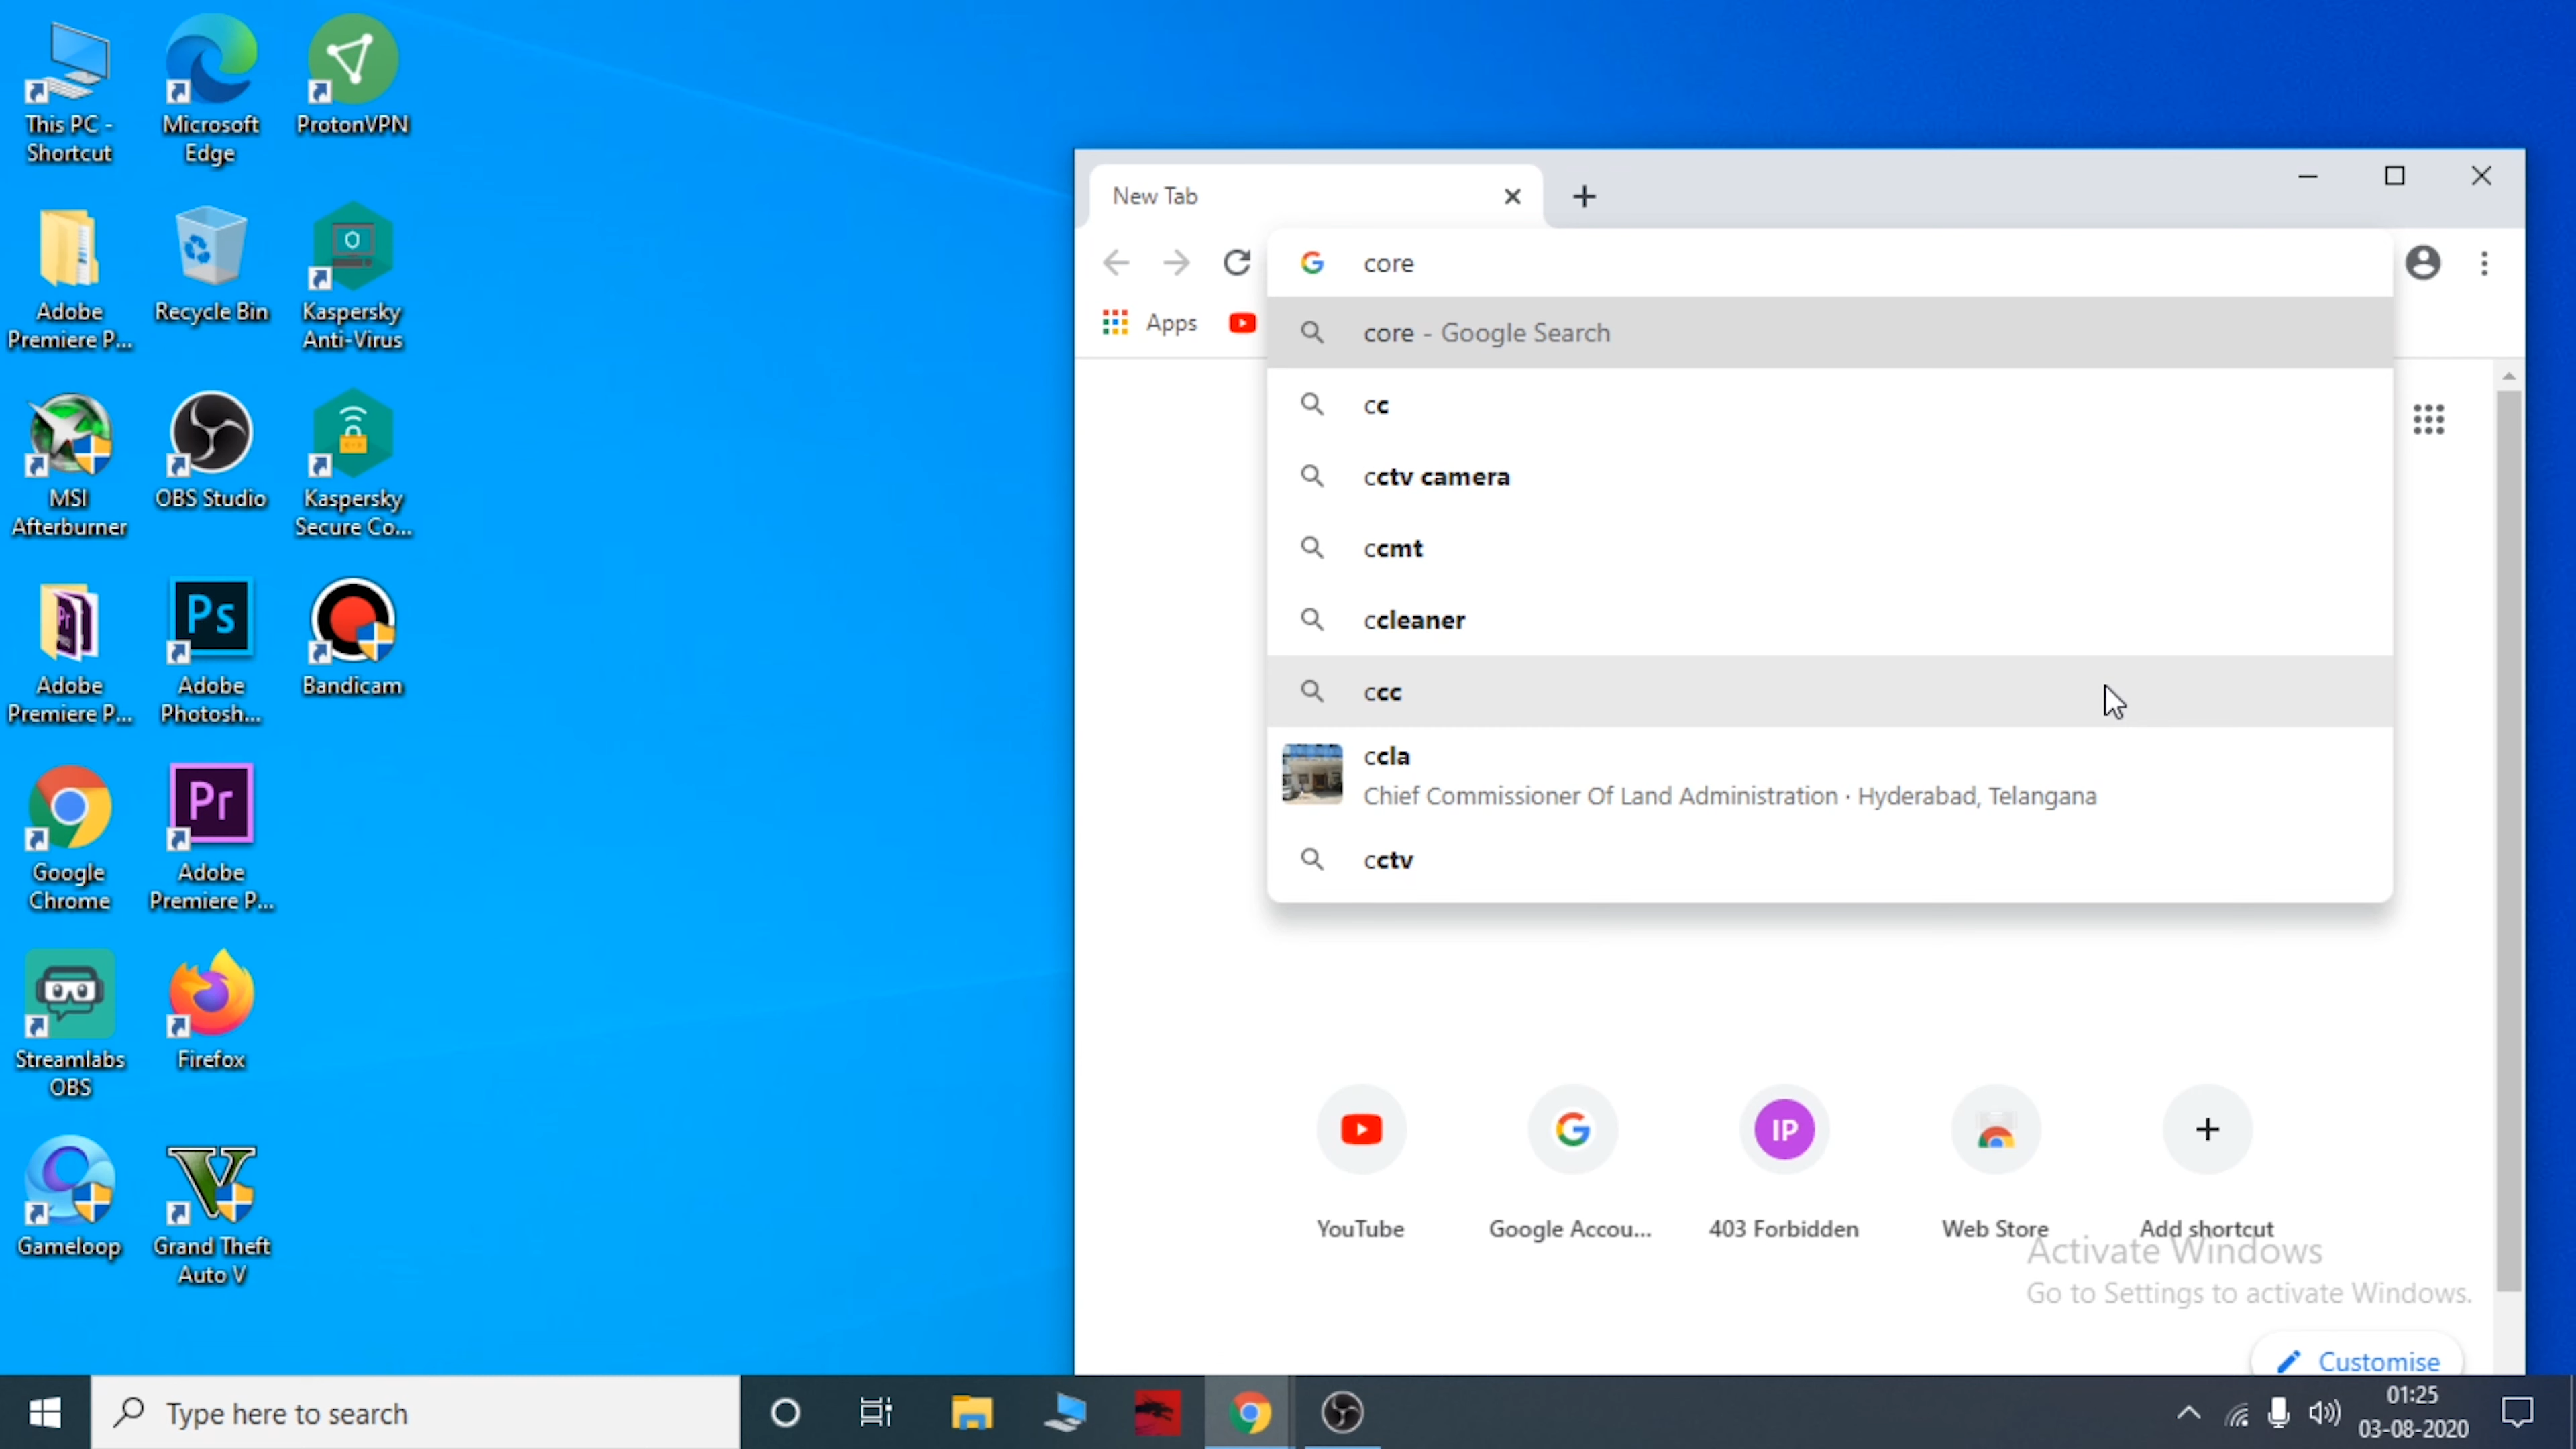 This PC -
Shortcut
Microsoft
Edge
ProtonVPN
Adobe
Premiere P...
Recycle Bin
Kaspersky
Anti-Virus
MSI
Afterburner
OBS Studio
Kaspersky
Secure Co...
Pr
Adobe
Premiere P...
Ps
Adobe
Photosh...
Bandicam
Google
Chrome
Pr
Adobe
Premiere P...
Streamlabs
OBS
Firefox
Gameloop
V
Grand Theft
Auto V
New Tab
core
Apps
core - Google Search
cc
cctv camera
ccmt
ccleaner
ccc
ccla
Chief Commissioner Of Land Administration · Hyderabad, Telangana
cctv
IP
YouTube
Google Accou...
403 Forbidden
Web Store
Add shortcut
Activate Windows
Go to Settings to activate Windows.
Customise
Type here to search
01:25
03-08-2020